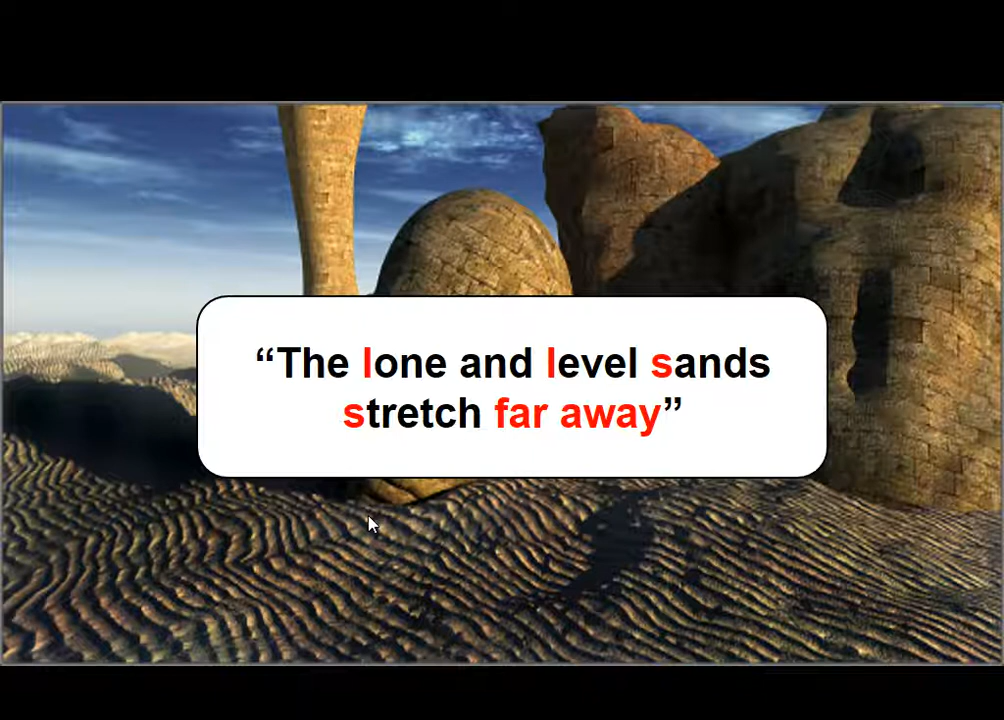 “The lone and level sands
stretch far away”